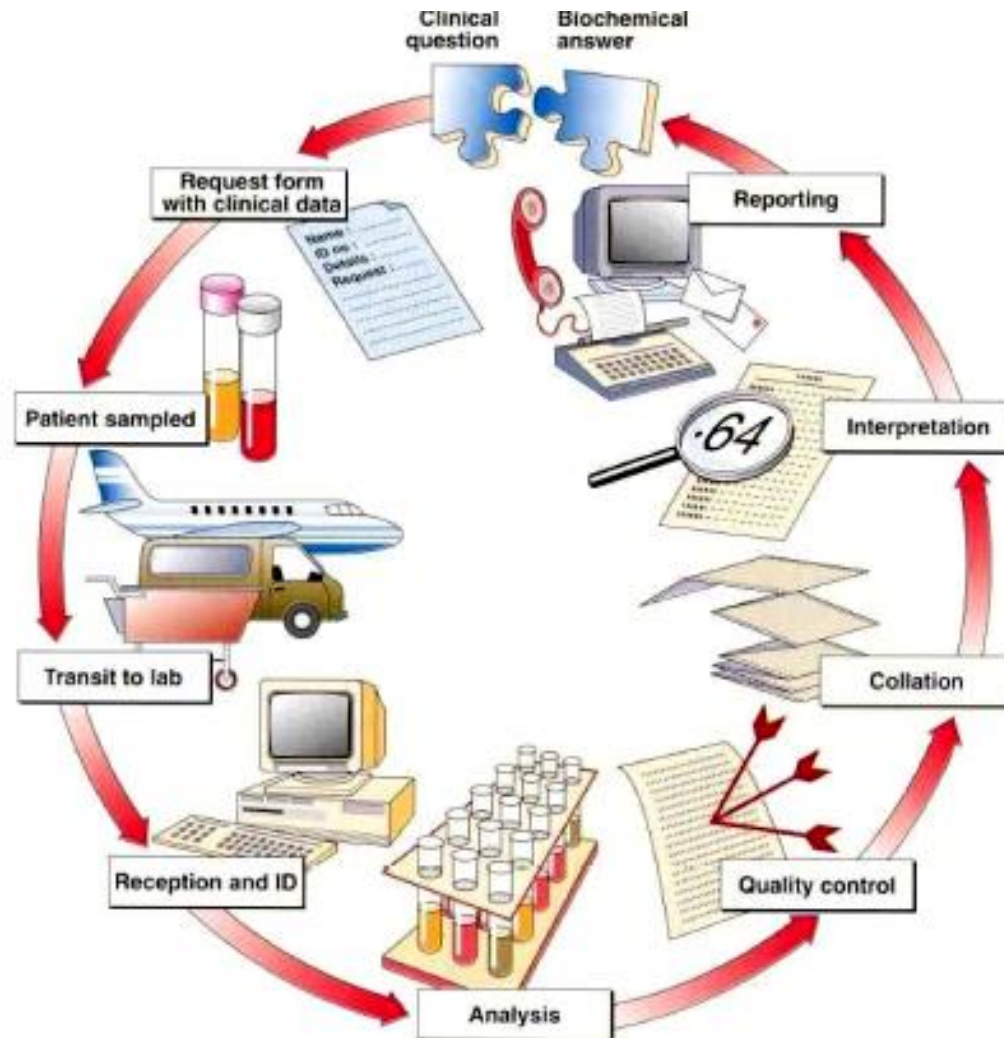 Clinical
question
Biochemical
answer
Request form
with clinical data
Name :
ID no :
Details :
Request :
Reporting
Patient sampled
.64
Interpretation
Transit to lab
Collation
Reception and ID
Quality control
Analysis